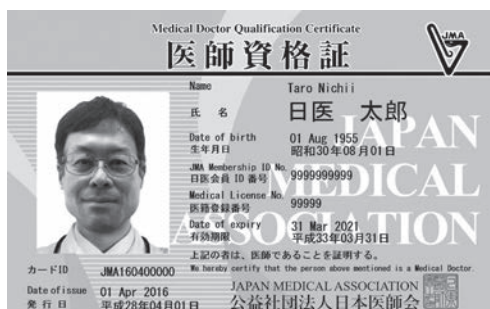 Medical Doctor Qualification Certificate
医師資格証
JMA
Name Taro Nichii
氏 名 日医 太郎
Date of birth 01 Aug 1955
生年月日 昭和30年08月01日
JMA Membership ID No.
日医会員 ID 番号 9999999999
Medical License No.
医籍登録番号 99999
Date of expiry 31 Mar 2021
有効期限 平成33年03月31日
上記の者は、医師であることを証明する。
We hereby certify that the person above mentioned is a Medical Doctor.
カードID JMA160400000
Date of issue 01 Apr 2016
発行日 平成28年04月01日
JAPAN MEDICAL ASSOCIATION
公益社団法人日本医師会
JAPAN
MEDICAL
ASSOCIATION